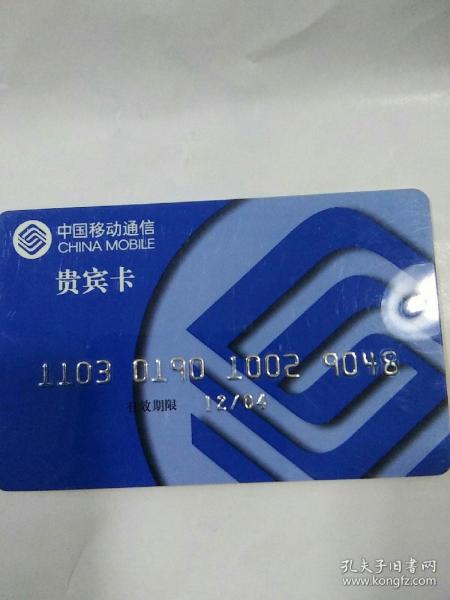 中国移动通信
CHINA MOBILE
贵宾卡
1103 0190 1002 9048
有效期限 12/04
孔夫子旧书网
www.kongfz.com